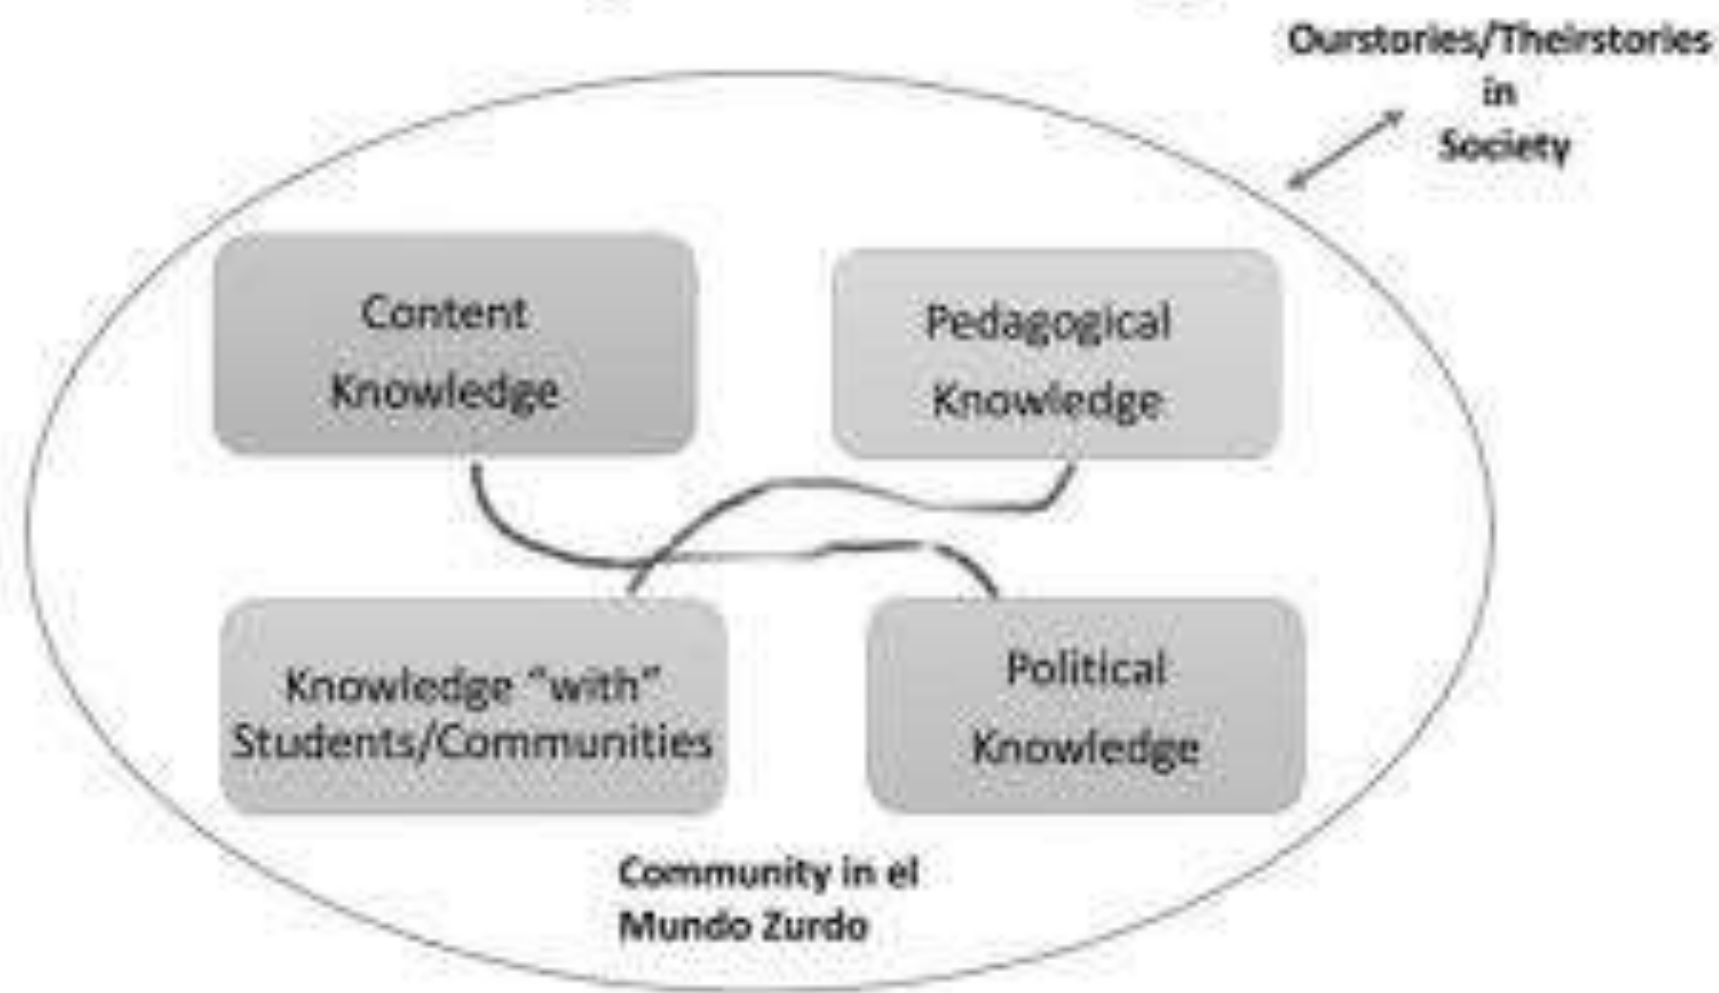 Ourstories/Theirstories
in
Society
Content
Knowledge
Pedagogical
Knowledge
Knowledge “with”
Students/Communities
Political
Knowledge
Community in el
Mundo Zurdo